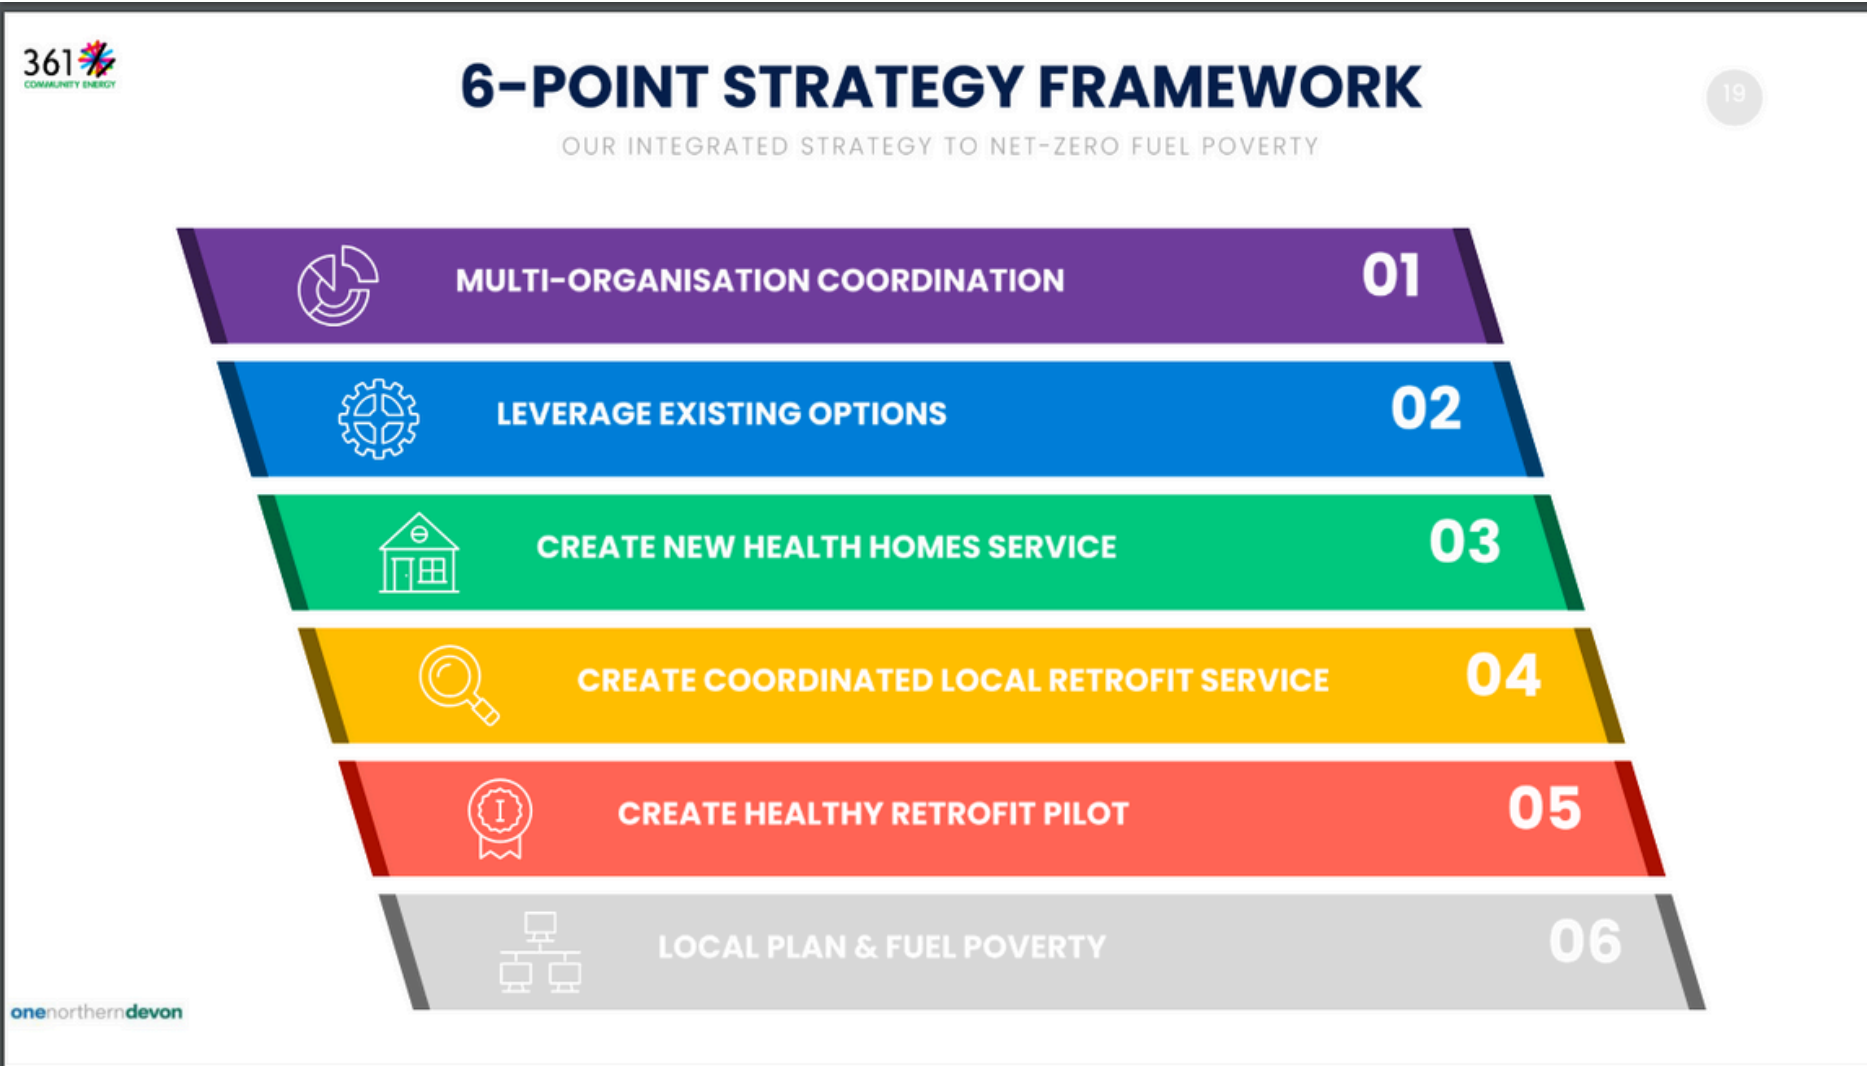 361
COMMUNITY ENERGY
6-POINT STRATEGY FRAMEWORK
19
OUR INTEGRATED STRATEGY TO NET-ZERO FUEL POVERTY
MULTI-ORGANISATION COORDINATION 01
LEVERAGE EXISTING OPTIONS 02
CREATE NEW HEALTH HOMES SERVICE 03
CREATE COORDINATED LOCAL RETROFIT SERVICE 04
CREATE HEALTHY RETROFIT PILOT 05
I
LOCAL PLAN & FUEL POVERTY 06
onenortherndevon